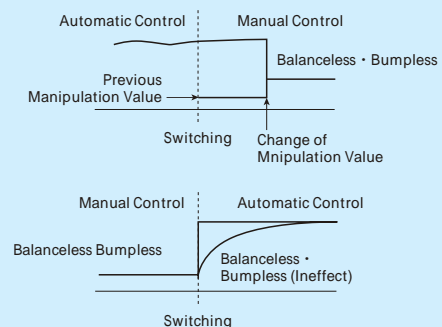 Automatic Control
Manual Control
Balanceless・Bumpless
Previous
Manipulation Value
Switching
Change of
Mnipulation Value
Manual Control
Automatic Control
Balanceless Bumpless
Balanceless・
Bumpless (Ineffect)
Switching